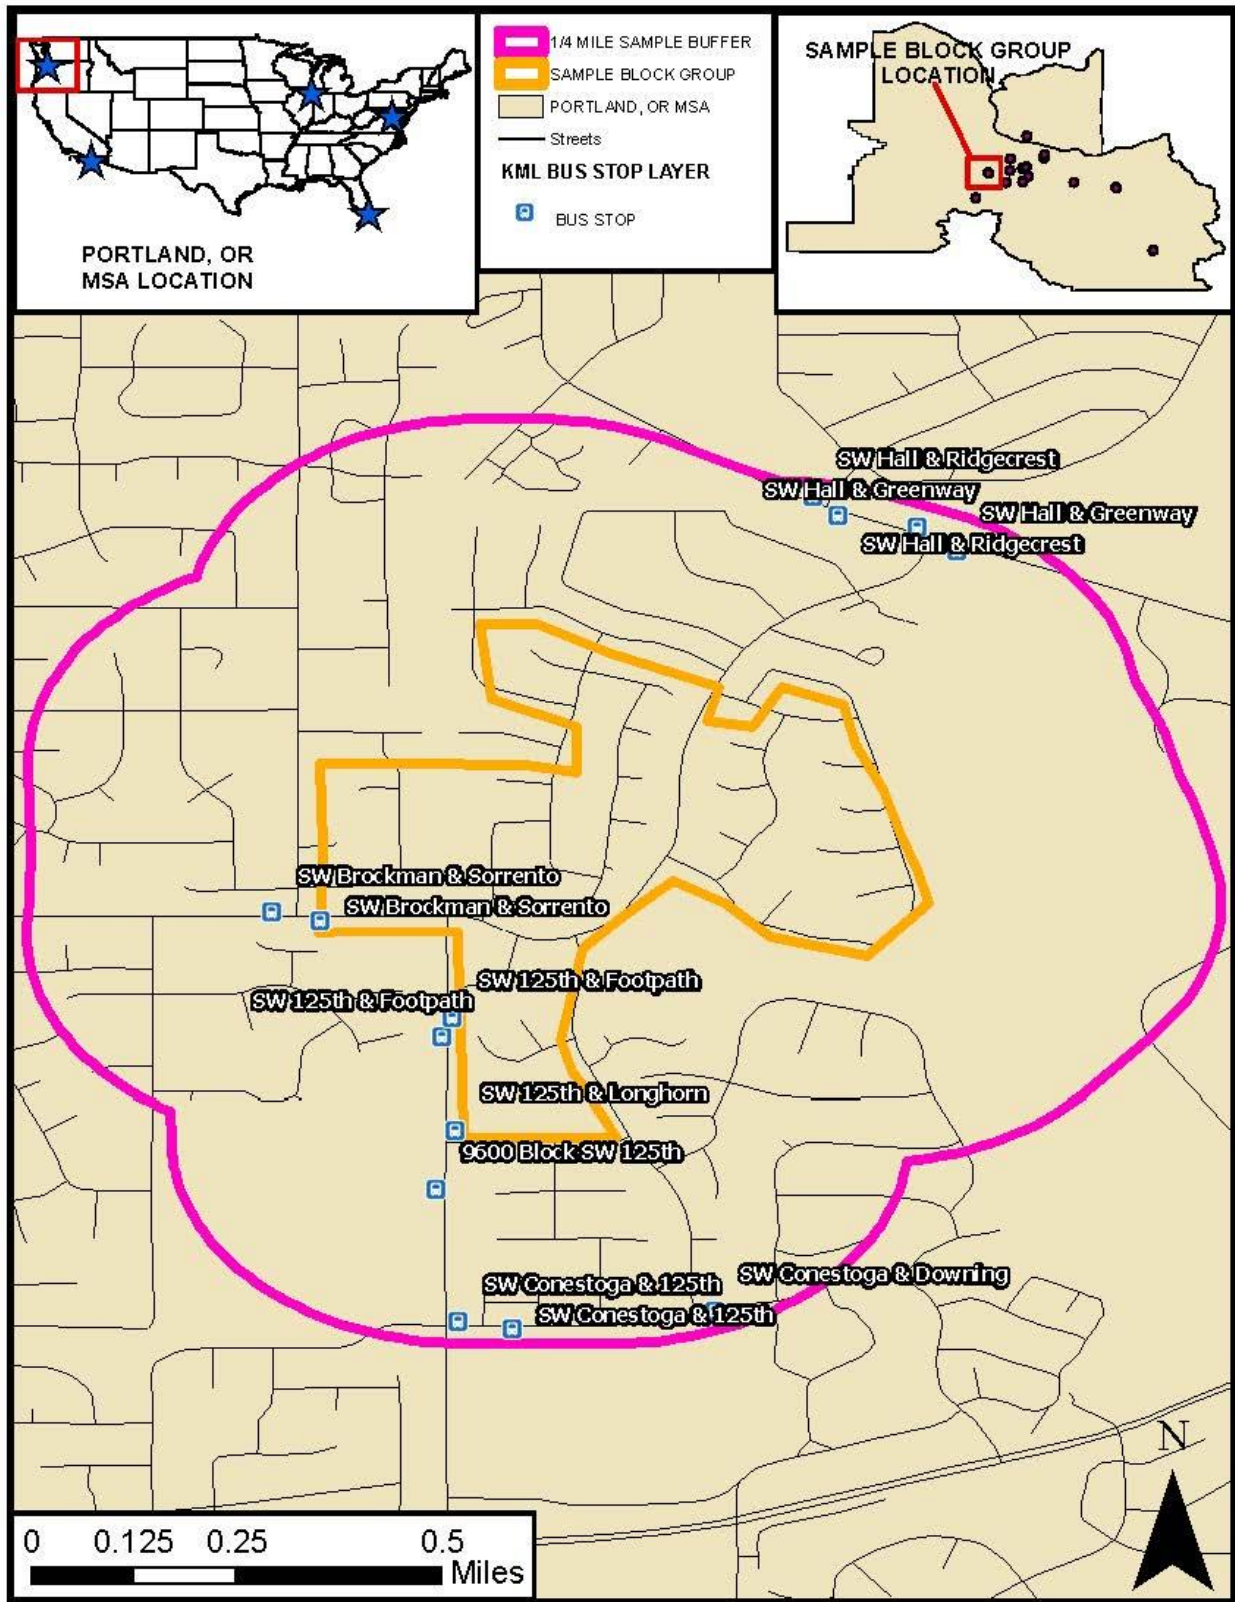 PORTLAND, OR
MSA LOCATION
1/4 MILE SAMPLE BUFFER
SAMPLE BLOCK GROUP
PORTLAND, OR MSA
Streets
KML BUS STOP LAYER
BUS STOP
SAMPLE BLOCK GROUP
LOCATION
SW Hall & Ridgecrest
SW Hall & Greenway
SW Hall & Greenway
SW Hall & Ridgecrest
SW Brockman & Sorrento
SW Brockman & Sorrento
SW 125th & Footpath
SW 125th & Footpath
SW 125th & Longhorn
9600 Block SW 125th
SW Conestoga & Downing
SW Conestoga & 125th
SW Conestoga & 125th
N
0 0.125 0.25 0.5
Miles